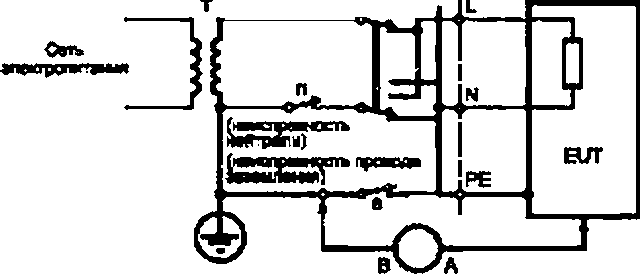 T
L
Сеть
электропитания
п
N
(неисправность
нейтрали)
EUT
(неисправность провода
заземления)
PE
e
B
A